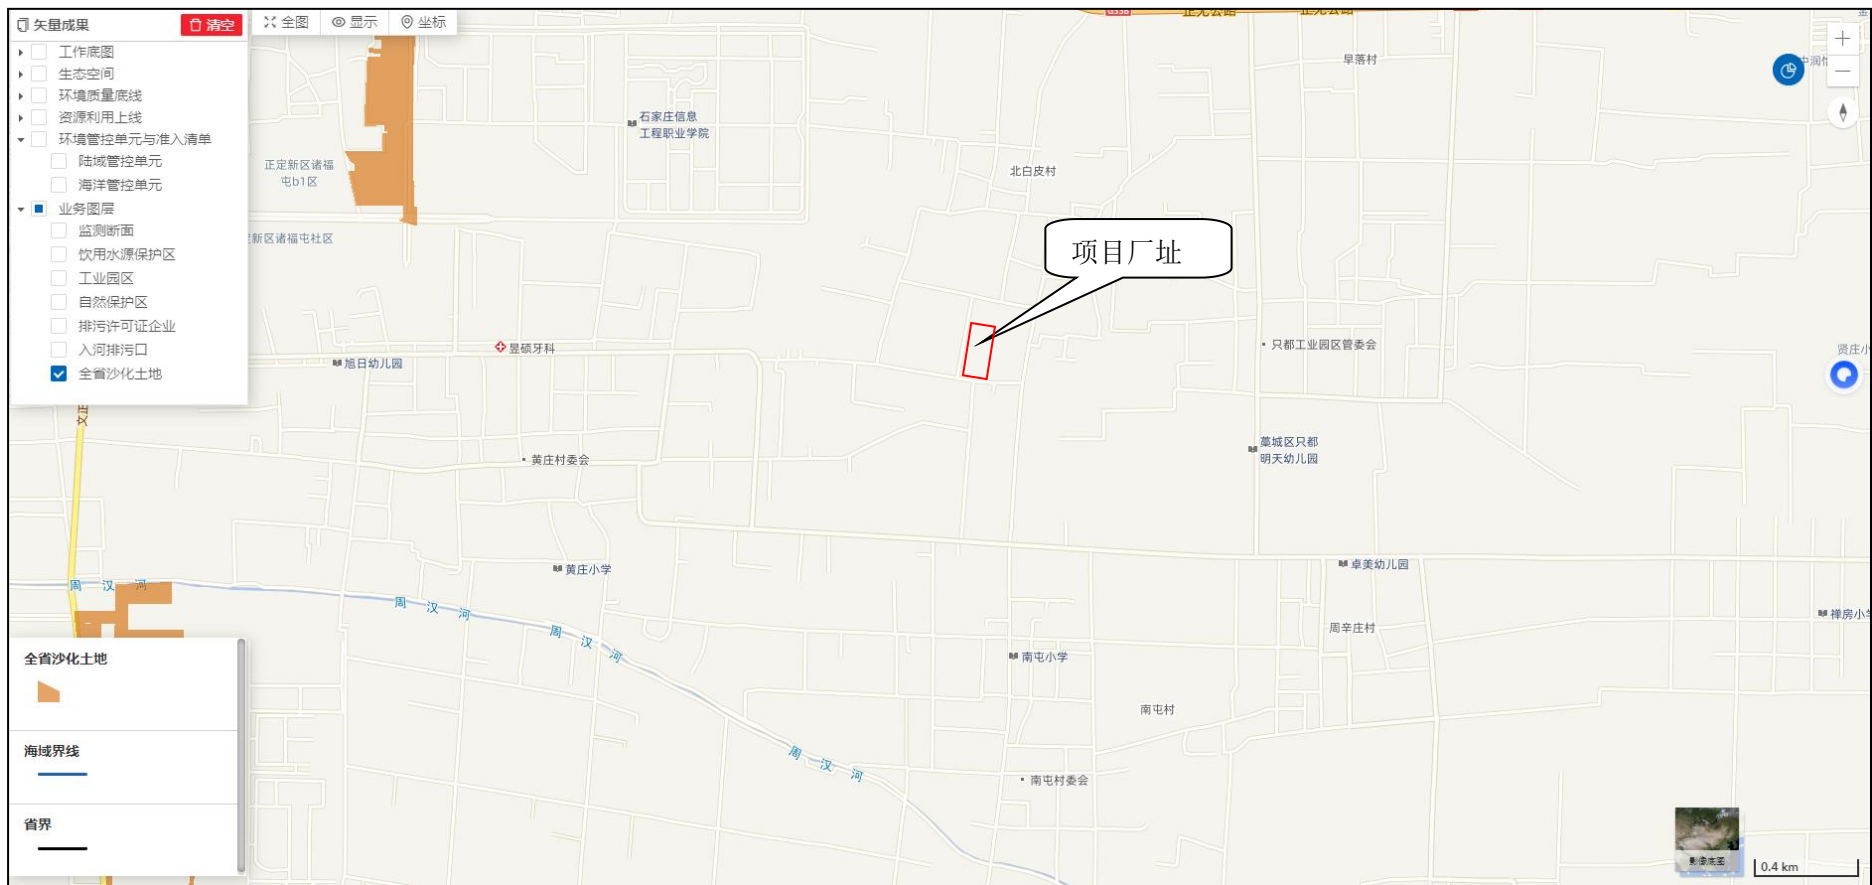 矢量成果
清空
全图
显示
坐标
工作底图
生态空间
环境质量底线
资源利用上线
环境管控单元与准入清单
陆域管控单元
海洋管控单元
业务图层
监测断面
饮用水源保护区
工业园区
自然保护区
排污许可证企业
入河排污口
全省沙化土地
G338
正无公路
正无公路
早落村
石家庄信息
工程职业学院
正定新区诸福
屯b1区
北白皮村
新区诸福屯社区
项目厂址
昱硕牙科
旭日幼儿园
只都工业园区管委会
贤庄小
藁城区只都
明天幼儿园
黄庄村委会
黄庄小学
卓美幼儿园
周汉河
周汉河
周汉河
禅房小学
周辛庄村
南屯小学
南屯村
周汉河
南屯村委会
全省沙化土地
海域界线
省界
影像底图
0.4 km